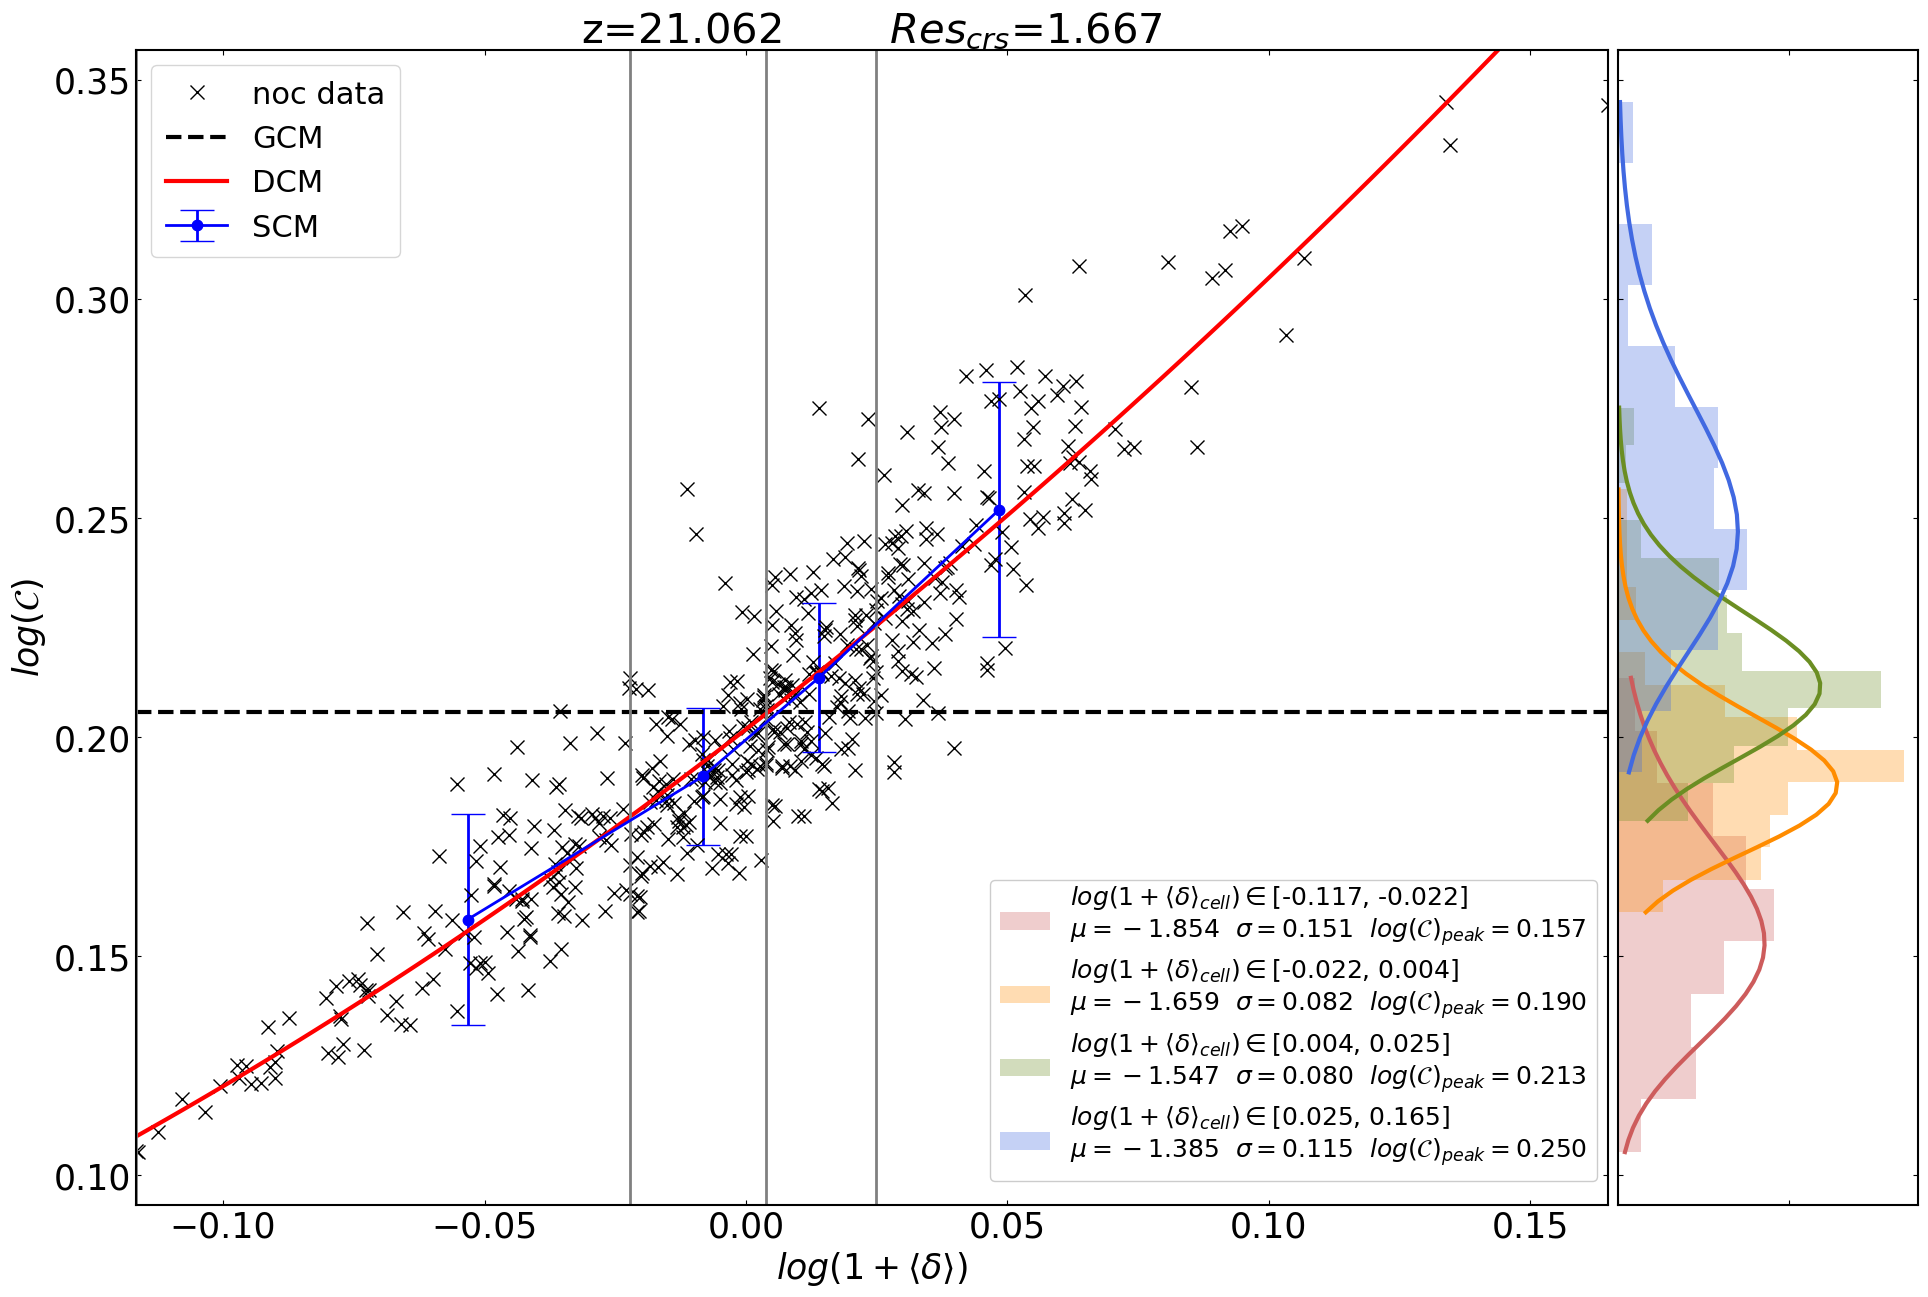 z=21.062 Res_crs=1.667
noc data
GCM
DCM
SCM
0.35
0.30
0.25
0.20
0.15
0.10
log(𝒞)
log(1 + ⟨δ⟩_cell) ∈ [-0.117, -0.022]
μ = −1.854 σ = 0.151 log(𝒞)_peak = 0.157
log(1 + ⟨δ⟩_cell) ∈ [-0.022, 0.004]
μ = −1.659 σ = 0.082 log(𝒞)_peak = 0.190
log(1 + ⟨δ⟩_cell) ∈ [0.004, 0.025]
μ = −1.547 σ = 0.080 log(𝒞)_peak = 0.213
log(1 + ⟨δ⟩_cell) ∈ [0.025, 0.165]
μ = −1.385 σ = 0.115 log(𝒞)_peak = 0.250
−0.10 −0.05 0.00 0.05 0.10 0.15
log(1 + ⟨δ⟩)